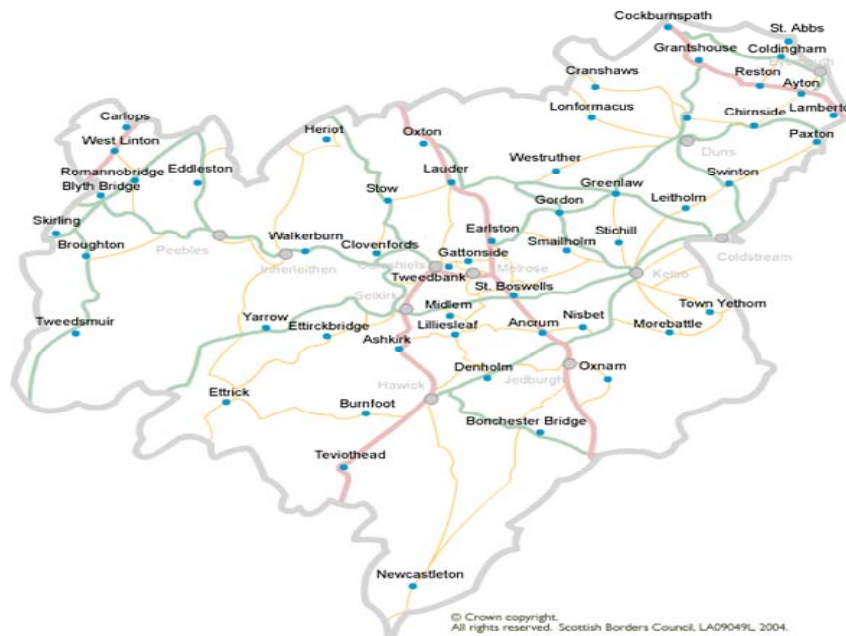 Cockburnspath
St. Abbs
Grantshouse
Coldingham
Eyemouth
Cranshaws
Reston
Ayton
Lonformacus
Chirnside
Lamberton
Carlops
Heriot
Oxton
Paxton
West Linton
Duns
Romannobridge
Eddleston
Lauder
Westruther
Swinton
Blyth Bridge
Stow
Greenlaw
Leitholm
Gordon
Skirling
Walkerburn
Earlston
Stichill
Broughton
Peebles
Clovenfords
Gattonside
Smailholm
Coldstream
Innerleithen
Galashiels
Tweedbank
Melrose
Kelso
Selkirk
St. Boswells
Midlem
Nisbet
Town Yethorn
Tweedsmuir
Yarrow
Ettirckbridge
Lilliesleaf
Ancrum
Morebattle
Ashkirk
Denholm
Jedburgh
Oxnam
Hawick
Ettrick
Burnfoot
Bonchester Bridge
Teviothead
Newcastleton
© Crown copyright.
All rights reserved. Scottish Borders Council, LA09049L, 2004.